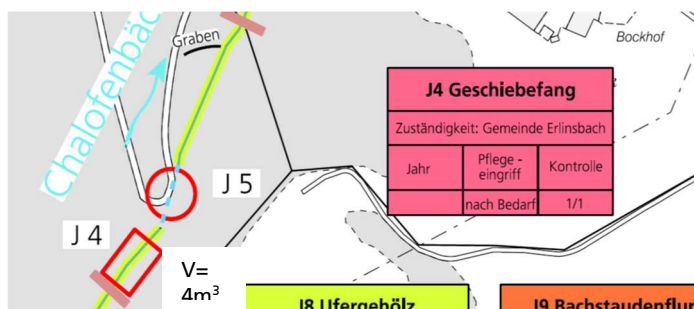 Chalofenbäc
Graben
Bockhof
J4 Geschiebefang
Zuständigkeit: Gemeinde Erlinsbach
Jahr
Pflege -
eingriff
Kontrolle
nach Bedarf
1/1
J 5
J 4
V=
4m³
J8 Ufergehölz
J9 Bachstaudenflur